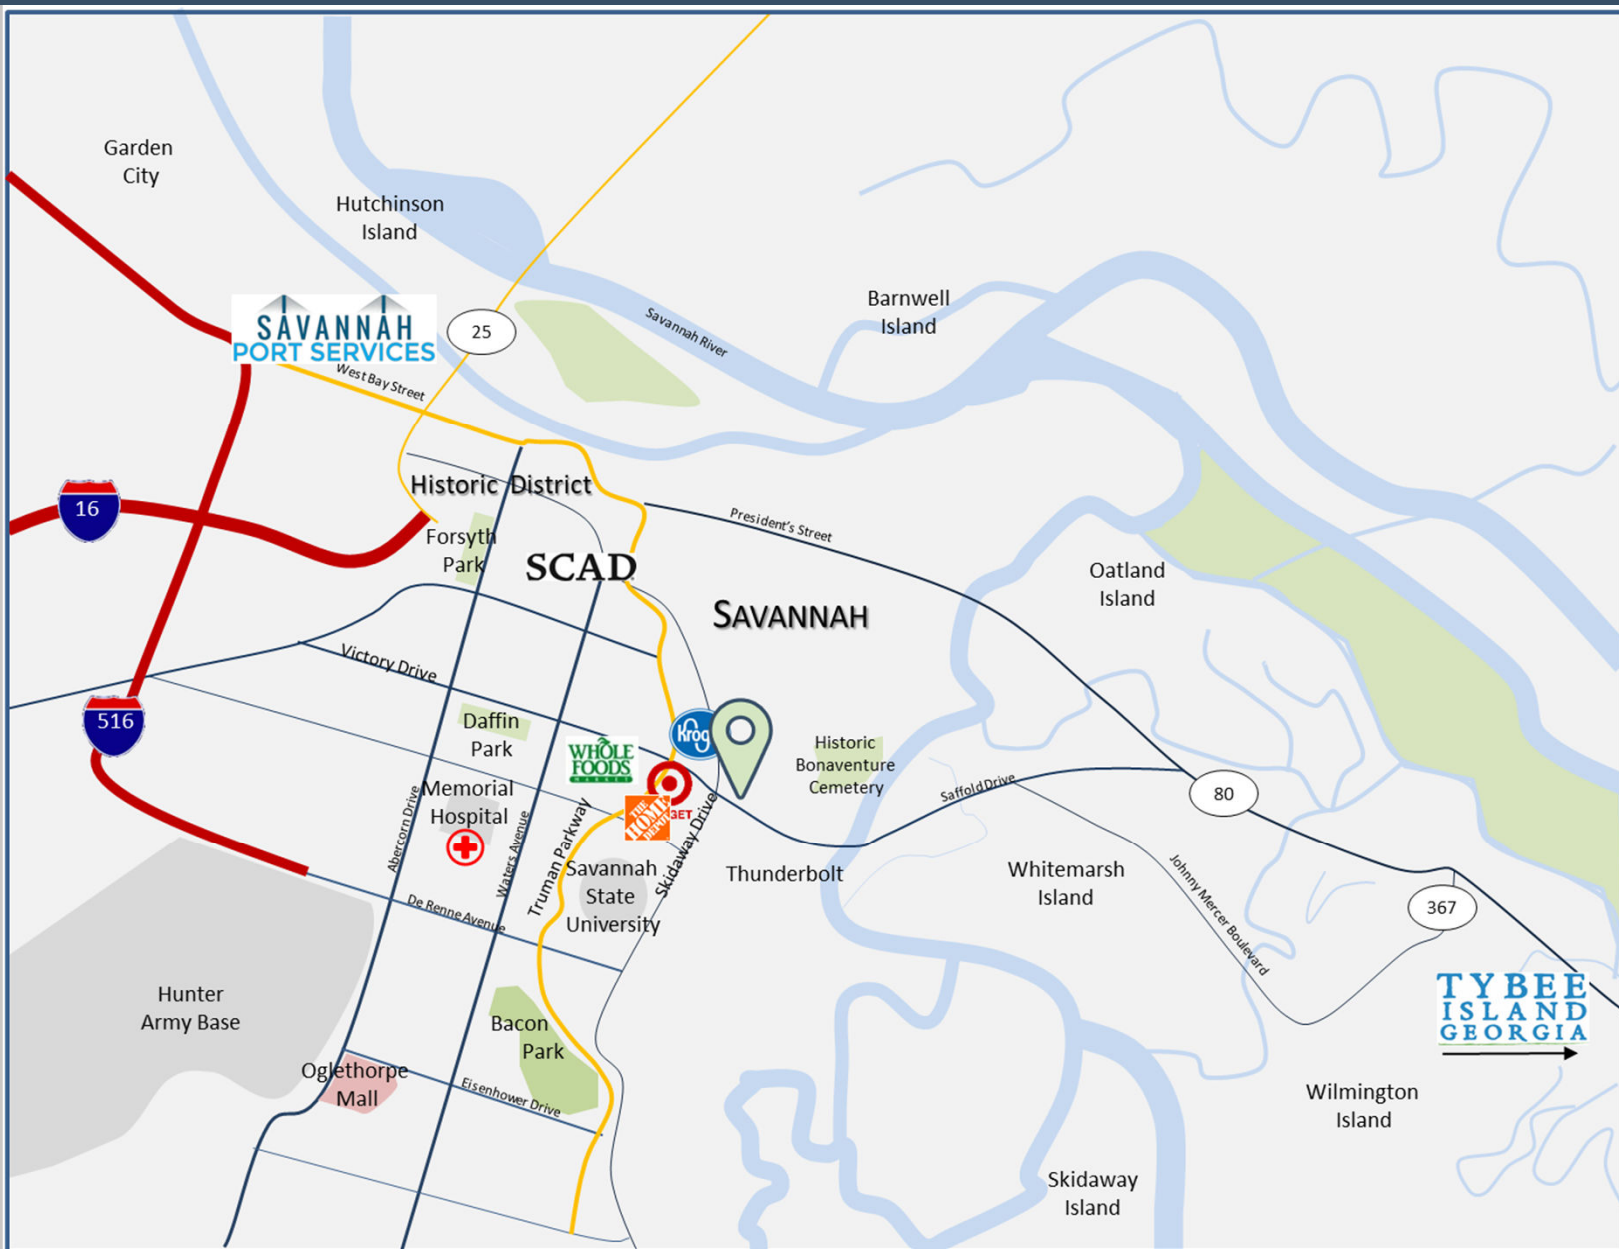 Garden
City
Hutchinson
Island
Barnwell
Island
SAVANNAH
PORT SERVICES
25
Savannah River
West Bay Street
Historic District
16
President's Street
Forsyth
Park
SCAD
Oatland
Island
SAVANNAH
Victory Drive
516
Daffin
Park
WHOLE
FOODS
MARKET
Krog
Historic
Bonaventure
Cemetery
Saffold Drive
80
Memorial
Hospital
Abercorn Drive
Waters Avenue
Truman Parkway
THE
HOME
DEPOT
GET
Skidaway Drive
Savannah
State
University
Thunderbolt
Whitemarsh
Island
Johnny Mercer Boulevard
367
De Renne Avenue
Hunter
Army Base
Bacon
Park
TYBEE
ISLAND
GEORGIA
Oglethorpe
Mall
Eisenhower Drive
Wilmington
Island
Skidaway
Island